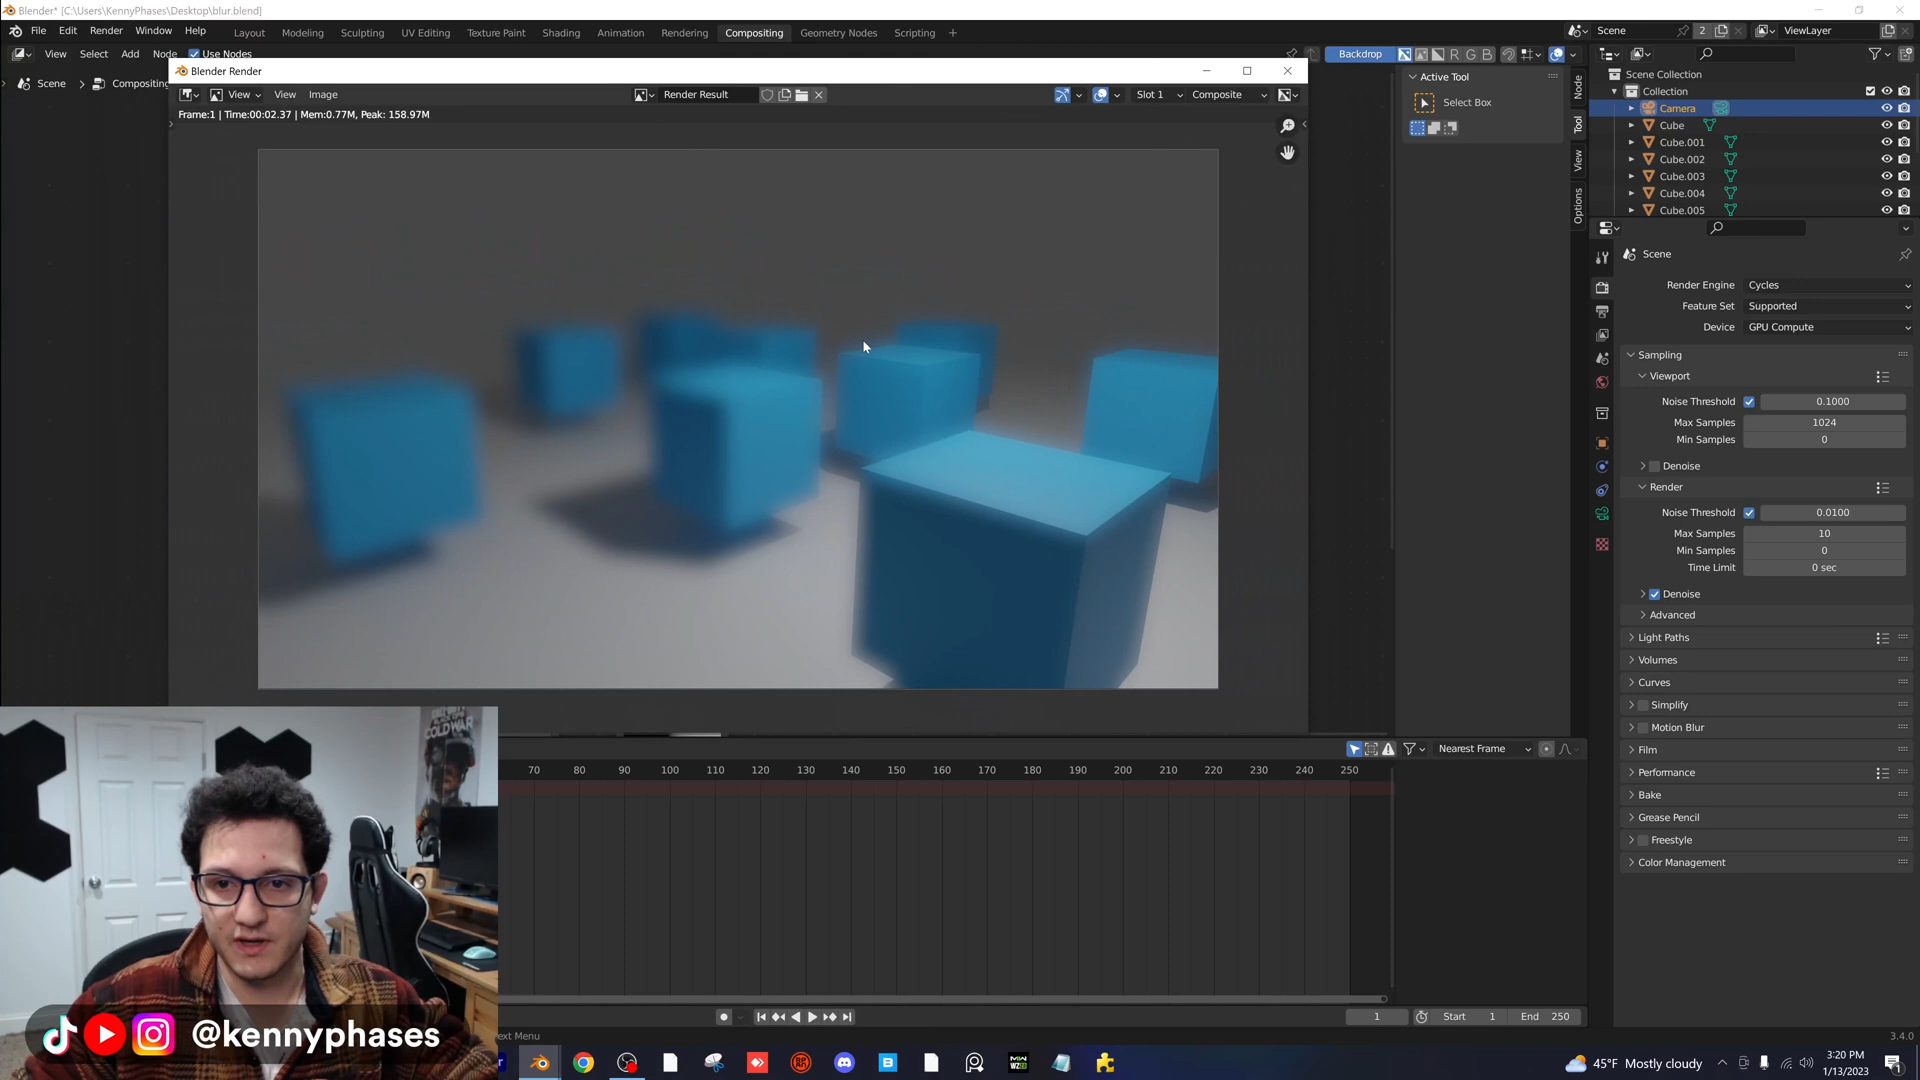 Blender* [C:\Users\KennyPhases\Desktop\blur.blend]
File Edit Render Window Help
Layout Modeling Sculpting UV Editing Texture Paint Shading Animation Rendering Compositing Geometry Nodes Scripting +
Scene 2 ViewLayer
View Select Add Node Use Nodes
Backdrop R G B
Scene > Compositing
Blender Render
View View Image Render Result Slot 1 Composite
Frame:1 | Time:00:02.37 | Mem:0.77M, Peak: 158.97M
Active Tool
Select Box
Node
Tool
View
Options
Scene Collection
Collection
Camera
Cube
Cube.001
Cube.002
Cube.003
Cube.004
Cube.005
Scene
Render Engine Cycles
Feature Set Supported
Device GPU Compute
Sampling
Viewport
Noise Threshold 0.1000
Max Samples 1024
Min Samples 0
Denoise
Render
Noise Threshold 0.0100
Max Samples 10
Min Samples 0
Time Limit 0 sec
Denoise
Advanced
Light Paths
Volumes
Curves
Simplify
Motion Blur
Film
Performance
Bake
Grease Pencil
Freestyle
Color Management
Nearest Frame
70 80 90 100 110 120 130 140 150 160 170 180 190 200 210 220 230 240 250
1 Start 1 End 250
COLD WAR
@kennyphases
ext Menu
3.4.0
45°F Mostly cloudy
3:20 PM
1/13/2023